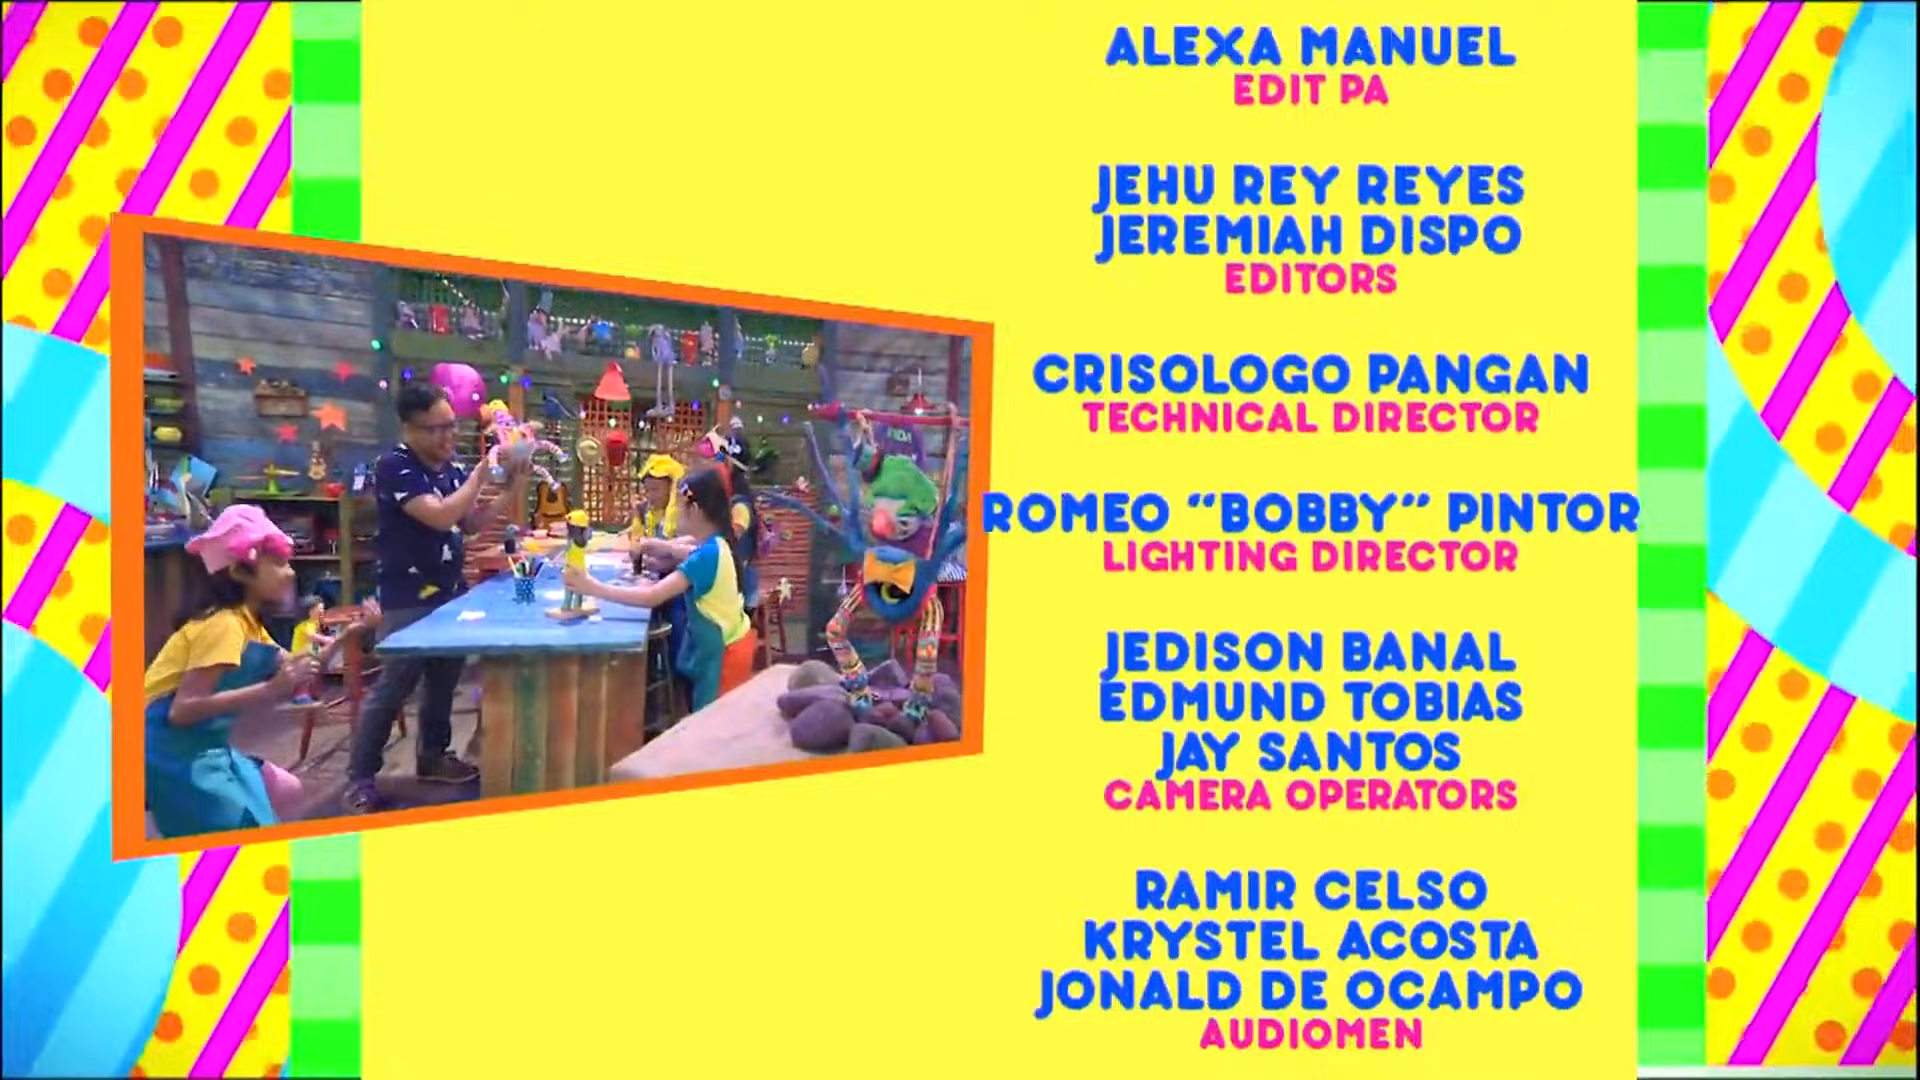 ALEXA MANUEL
EDIT PA
JEHU REY REYES
JEREMIAH DISPO
EDITORS
CRISOLOGO PANGAN
TECHNICAL DIRECTOR
ROMEO "BOBBY" PINTOR
LIGHTING DIRECTOR
JEDISON BANAL
EDMUND TOBIAS
JAY SANTOS
CAMERA OPERATORS
RAMIR CELSO
KRYSTEL ACOSTA
JONALD DE OCAMPO
AUDIOMEN